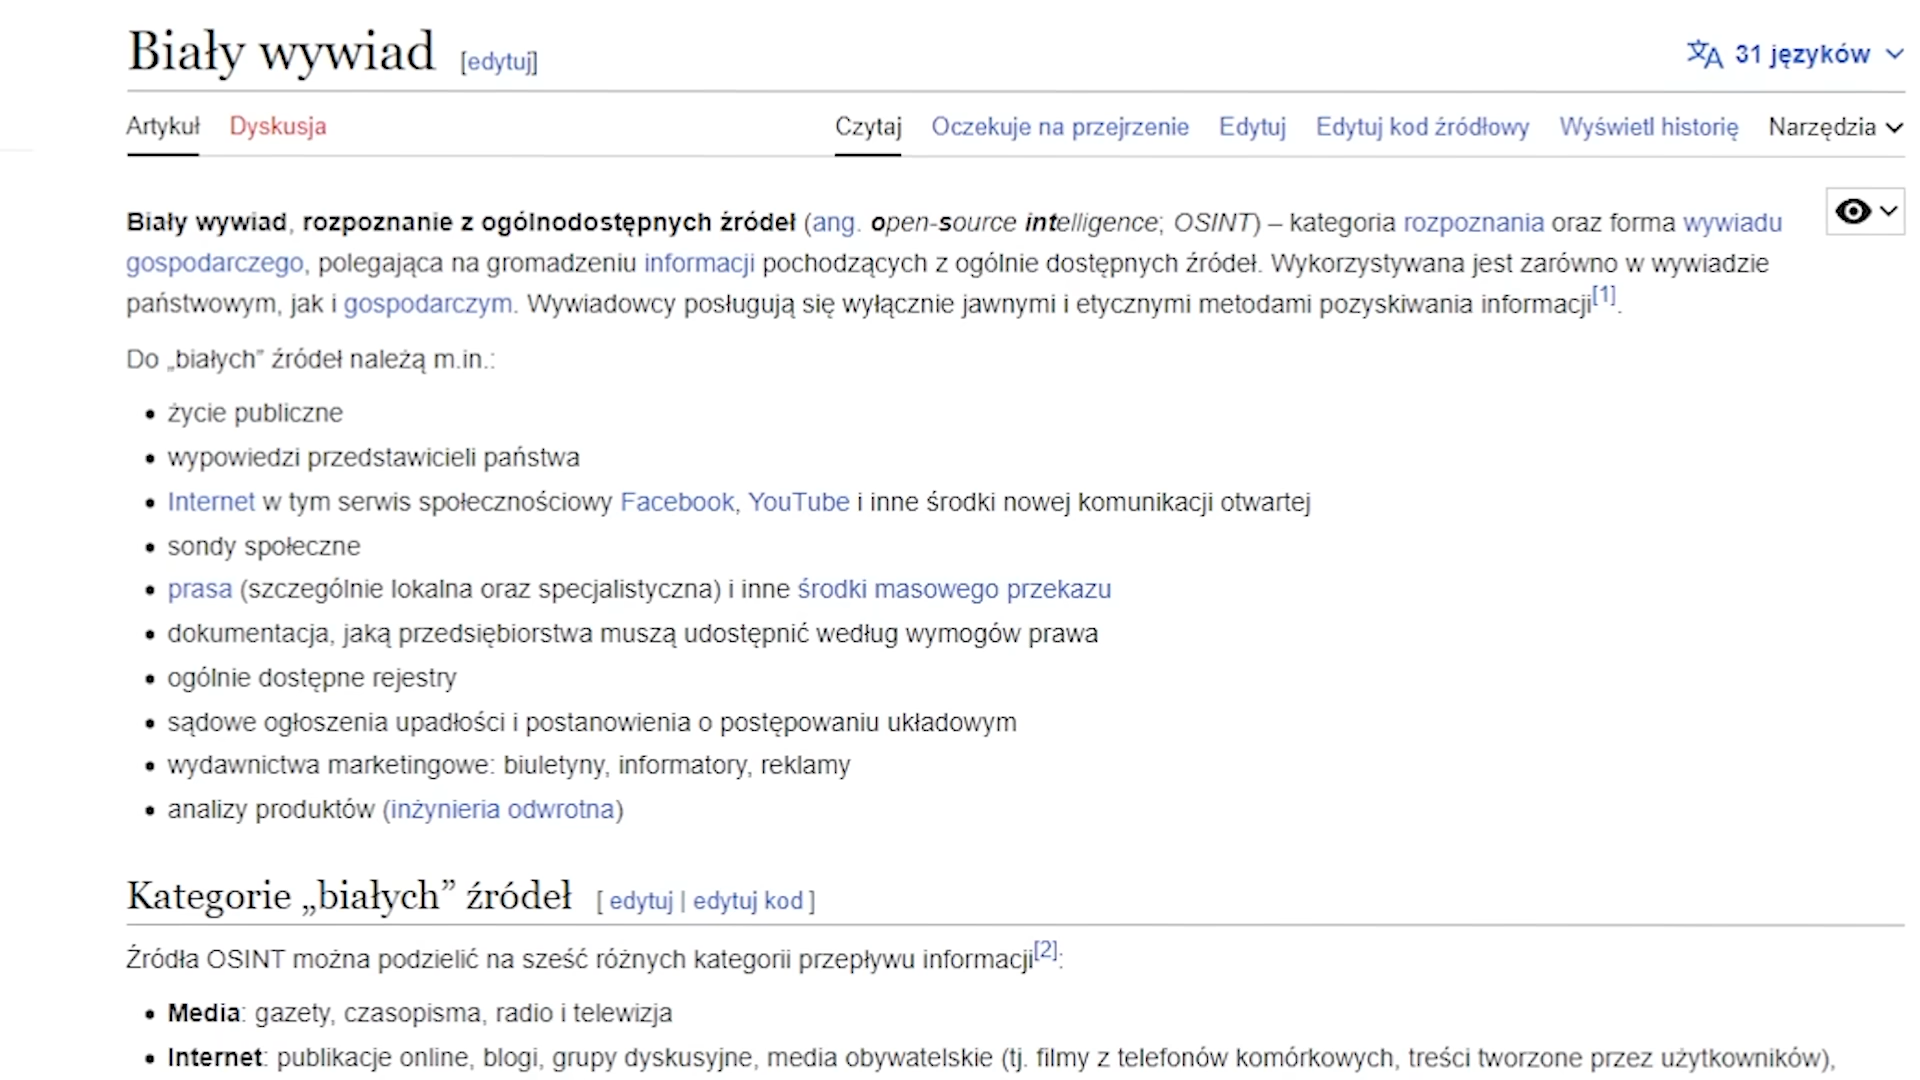 Biały wywiad [edytuj]
31 języków
Artykuł Dyskusja Czytaj Oczekuje na przejrzenie Edytuj Edytuj kod źródłowy Wyświetl historię Narzędzia
Biały wywiad, rozpoznanie z ogólnodostępnych źródeł (ang. open-source intelligence; OSINT) – kategoria rozpoznania oraz forma wywiadu
gospodarczego, polegająca na gromadzeniu informacji pochodzących z ogólnie dostępnych źródeł. Wykorzystywana jest zarówno w wywiadzie
państwowym, jak i gospodarczym. Wywiadowcy posługują się wyłącznie jawnymi i etycznymi metodami pozyskiwania informacji[1].
Do „białych” źródeł należą m.in.:
• życie publiczne
• wypowiedzi przedstawicieli państwa
• Internet w tym serwis społecznościowy Facebook, YouTube i inne środki nowej komunikacji otwartej
• sondy społeczne
• prasa (szczególnie lokalna oraz specjalistyczna) i inne środki masowego przekazu
• dokumentacja, jaką przedsiębiorstwa muszą udostępnić według wymogów prawa
• ogólnie dostępne rejestry
• sądowe ogłoszenia upadłości i postanowienia o postępowaniu układowym
• wydawnictwa marketingowe: biuletyny, informatory, reklamy
• analizy produktów (inżynieria odwrotna)
Kategorie „białych” źródeł [ edytuj | edytuj kod ]
Źródła OSINT można podzielić na sześć różnych kategorii przepływu informacji[2]:
• Media: gazety, czasopisma, radio i telewizja
• Internet: publikacje online, blogi, grupy dyskusyjne, media obywatelskie (tj. filmy z telefonów komórkowych, treści tworzone przez użytkowników),